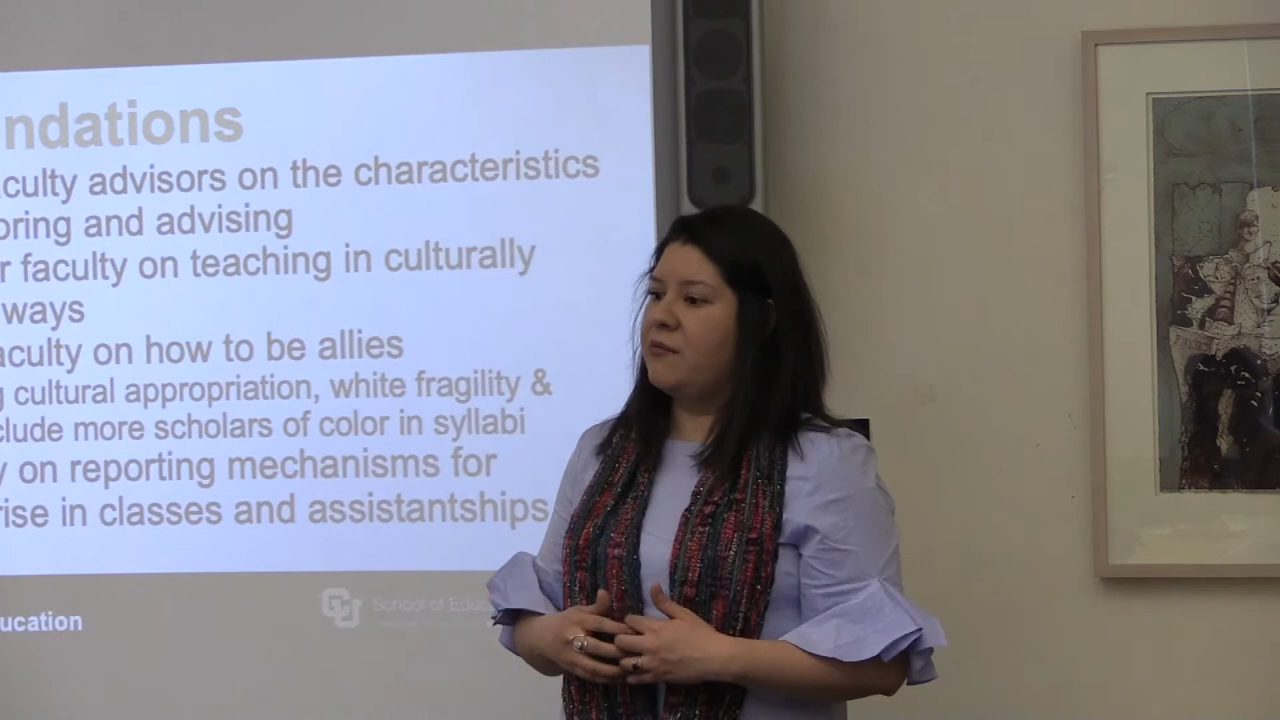 ndations
culty advisors on the characteristics
oring and advising
r faculty on teaching in culturally
ways
aculty on how to be allies
g cultural appropriation, white fragility &
clude more scholars of color in syllabi
y on reporting mechanisms for
rise in classes and assistantships
ucation
CU School of Educ